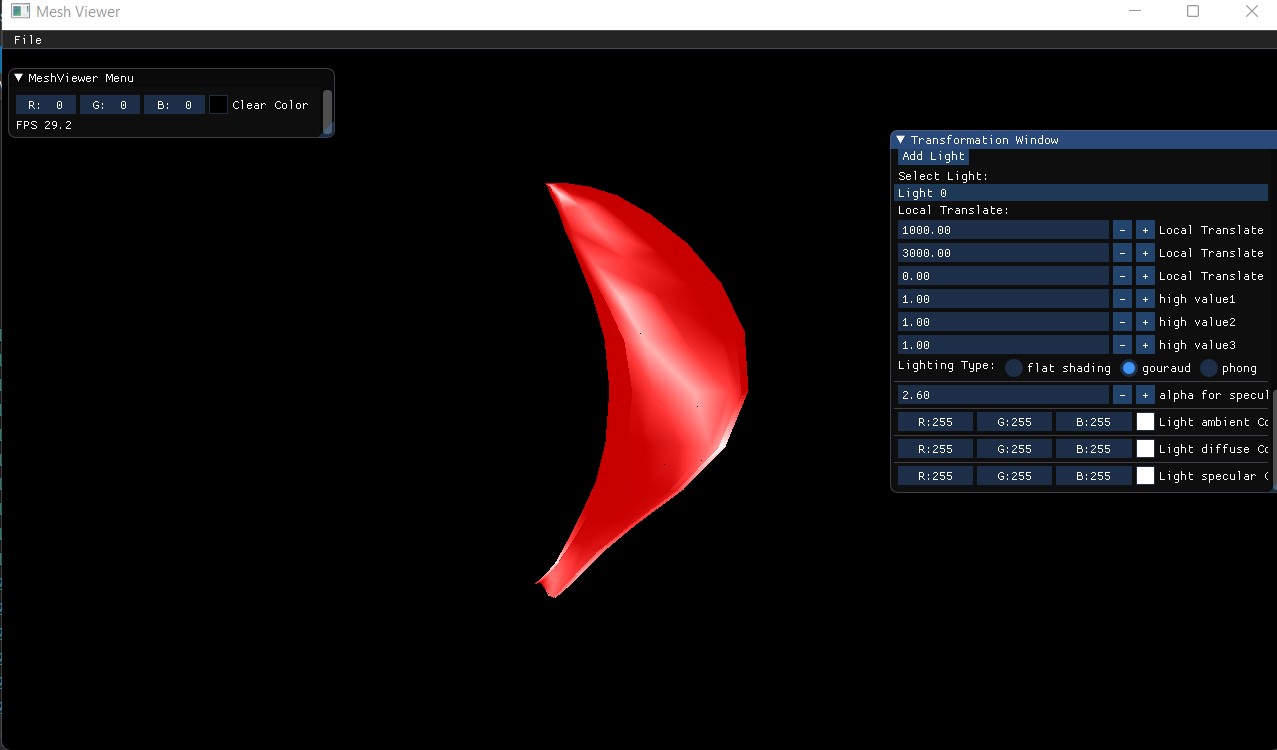 Mesh Viewer
File
MeshViewer Menu
R: 0 G: 0 B: 0 Clear Color
FPS 29.2
Transformation Window
Add Light
Select Light:
Light 0
Local Translate:
1000.00 - + Local Translate
3000.00 - + Local Translate
0.00 - + Local Translate
1.00 - + high value1
1.00 - + high value2
1.00 - + high value3
Lighting Type: flat shading gouraud phong
2.60 - + alpha for specul
R:255 G:255 B:255 Light ambient Co
R:255 G:255 B:255 Light diffuse Co
R:255 G:255 B:255 Light specular C